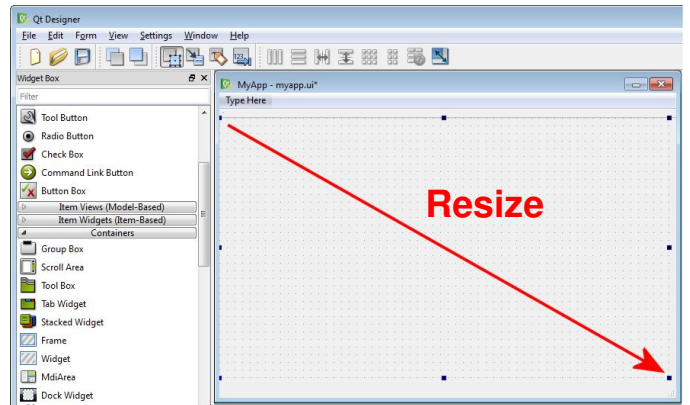 Qt Designer
File Edit Form View Settings Window Help
Widget Box
Filter
Tool Button
Radio Button
Check Box
Command Link Button
Button Box
Item Views (Model-Based)
Item Widgets (Item-Based)
Containers
Group Box
Scroll Area
Tool Box
Tab Widget
Stacked Widget
Frame
Widget
MdiArea
Dock Widget
MyApp - myapp.ui*
Type Here
Resize